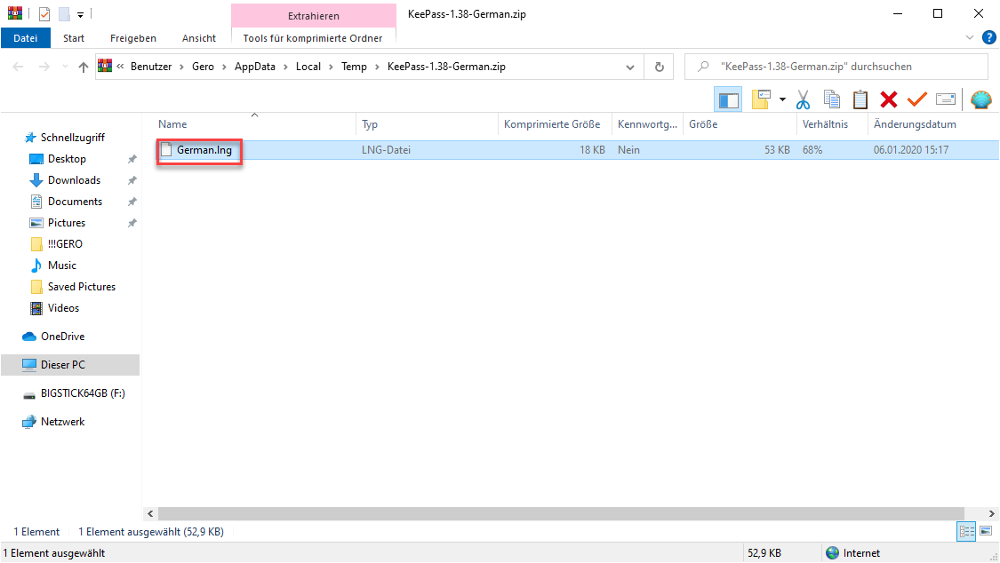 Extrahieren KeePass-1.38-German.zip
Datei Start Freigeben Ansicht Tools für komprimierte Ordner
« Benutzer › Gero › AppData › Local › Temp › KeePass-1.38-German.zip "KeePass-1.38-German.zip" durchsuchen
Name Typ Komprimierte Größe Kennwortg... Größe Verhältnis Änderungsdatum
German.lng LNG-Datei 18 KB Nein 53 KB 68% 06.01.2020 15:17
Schnellzugriff
Desktop
Downloads
Documents
Pictures
!!!GERO
Music
Saved Pictures
Videos
OneDrive
Dieser PC
BIGSTICK64GB (F:)
Netzwerk
1 Element 1 Element ausgewählt (52,9 KB)
1 Element ausgewählt 52,9 KB Internet